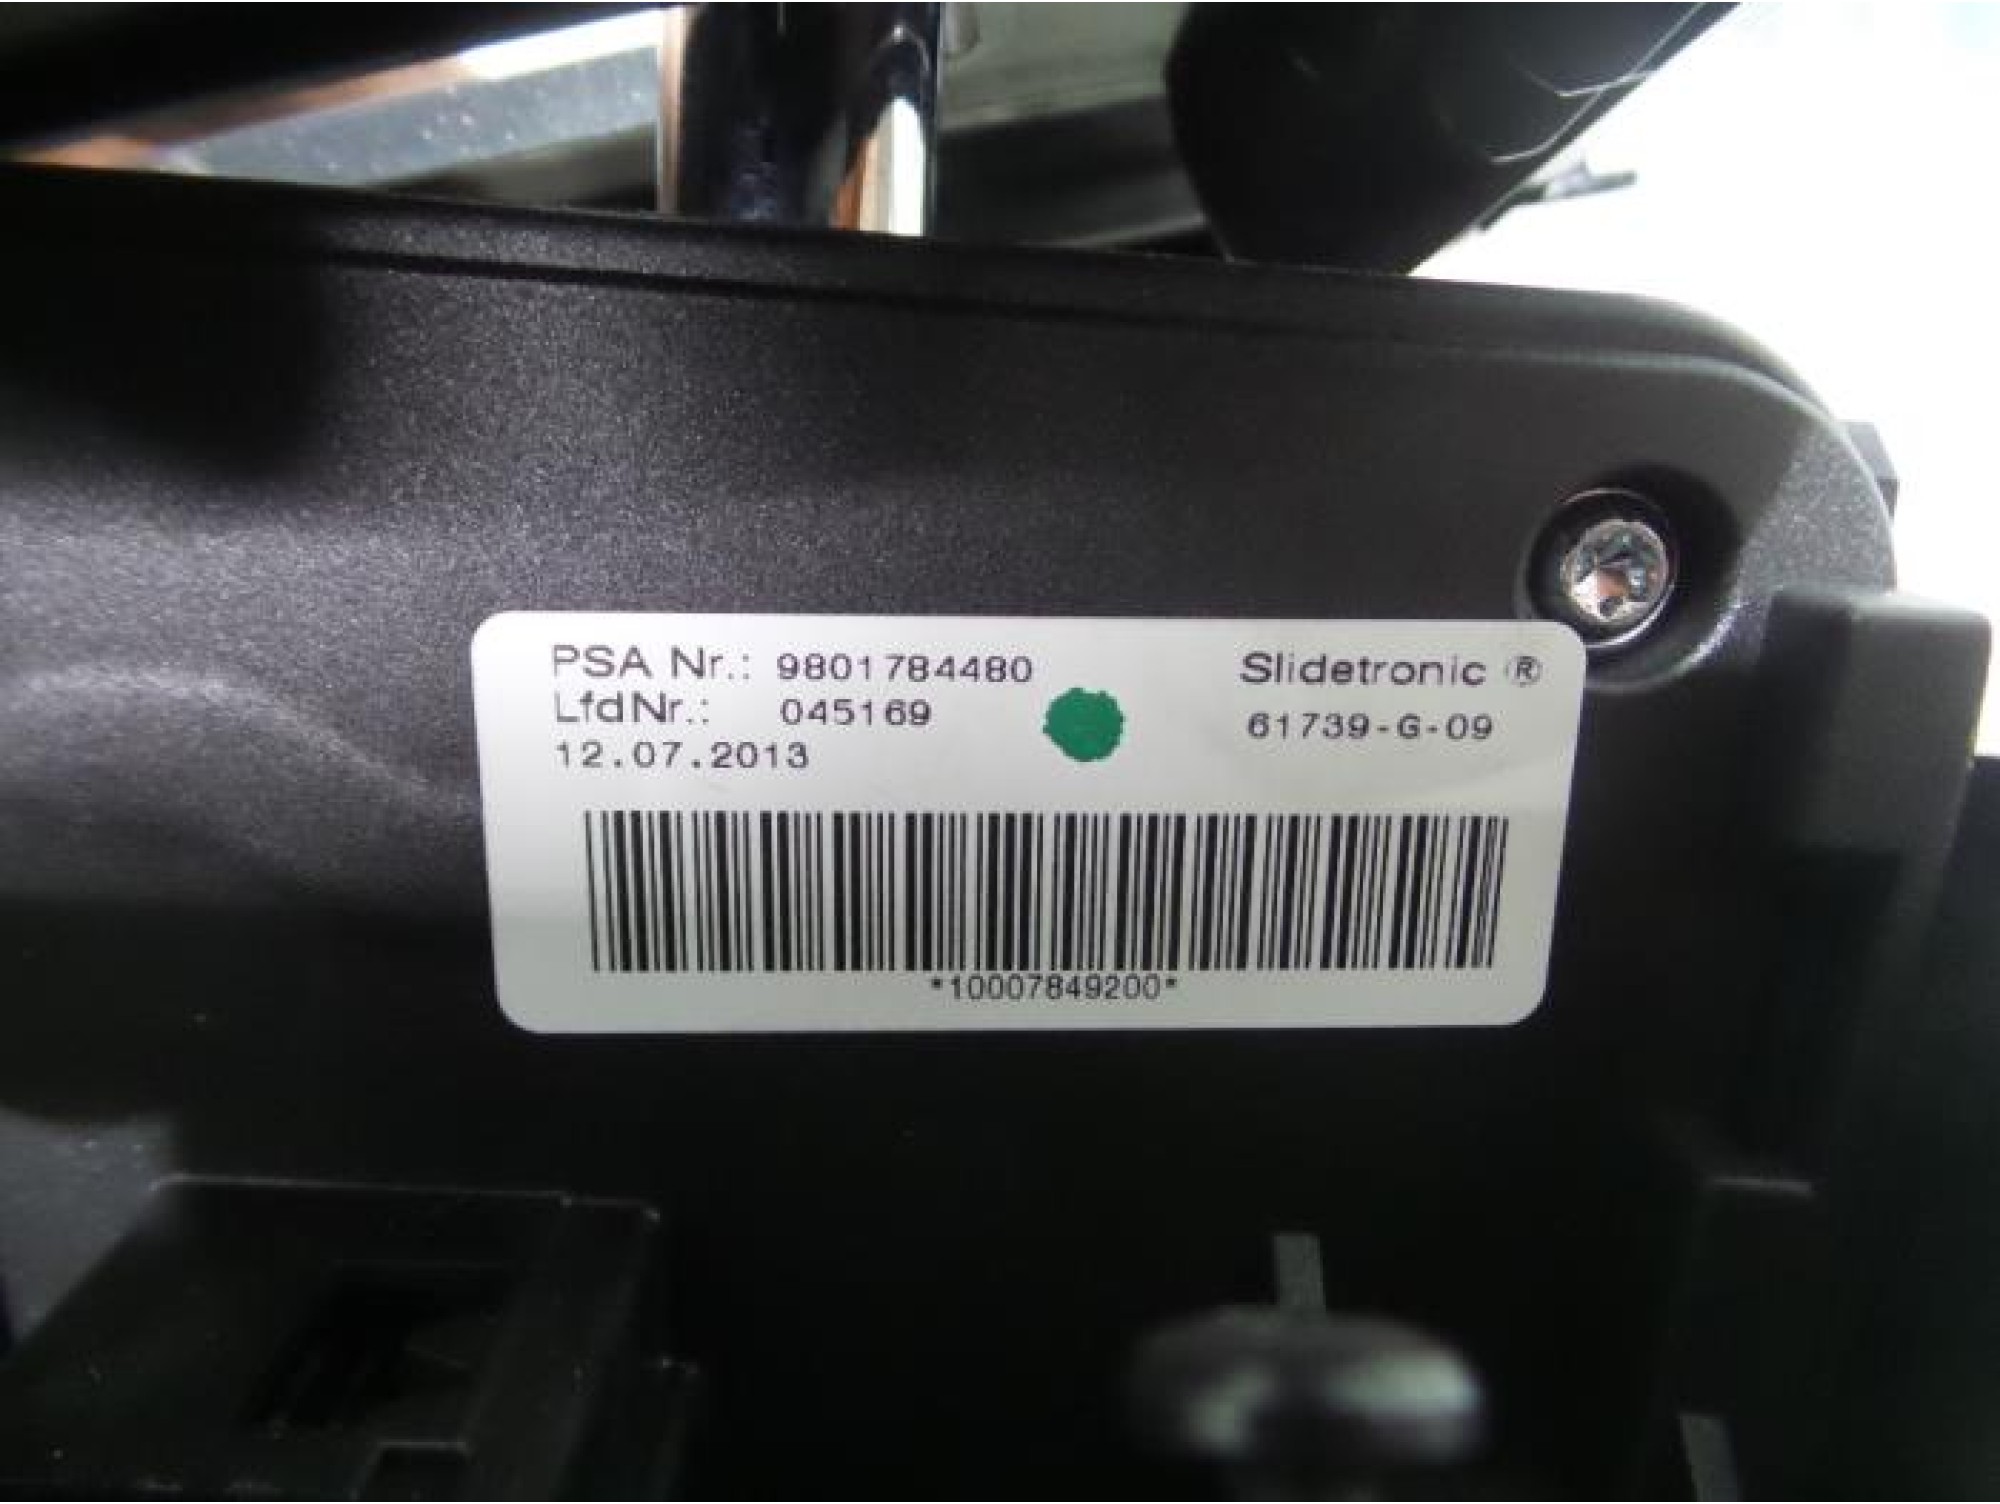 PSA Nr.: 9801784480
LfdNr.: 045169
12.07.2013
Slidetronic ®
61739-G-09
*10007849200*